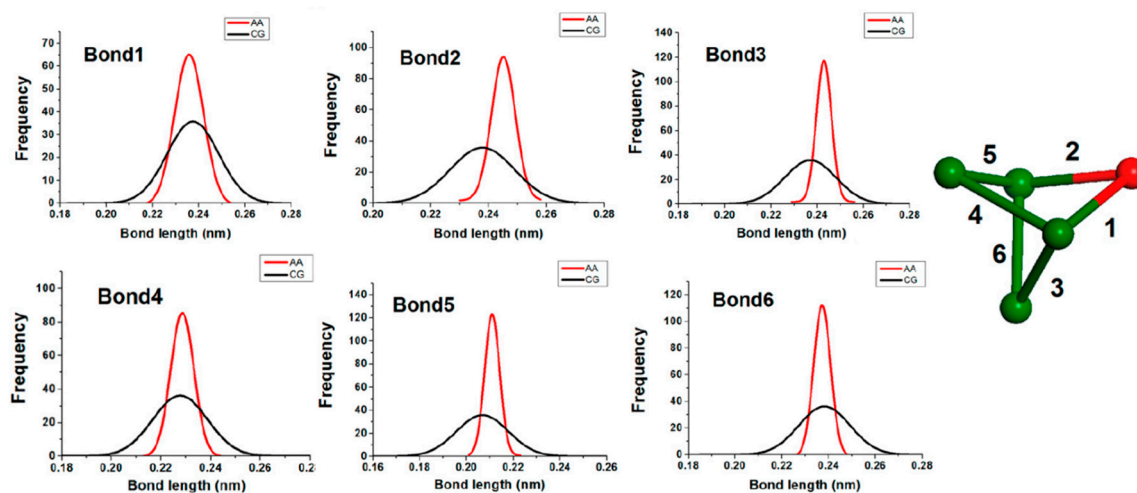 Bond1
AA
CG
Frequency
70
60
50
40
30
20
10
0
0.18 0.20 0.22 0.24 0.26 0.28
Bond length (nm)
Bond2
AA
CG
Frequency
100
80
60
40
20
0
0.20 0.22 0.24 0.26 0.28
Bond length (nm)
Bond3
AA
CG
Frequency
140
120
100
80
60
40
20
0
0.18 0.20 0.22 0.24 0.26 0.28
Bond length (nm)
5 2
4 1
6
3
Bond4
AA
CG
Frequency
100
80
60
40
20
0
0.18 0.20 0.22 0.24 0.26 0.28
Bond length (nm)
Bond5
AA
CG
Frequency
140
120
100
80
60
40
20
0
0.16 0.18 0.20 0.22 0.24 0.26
Bond length (nm)
Bond6
AA
CG
Frequency
120
100
80
60
40
20
0
0.18 0.20 0.22 0.24 0.26 0.28
Bond length (nm)